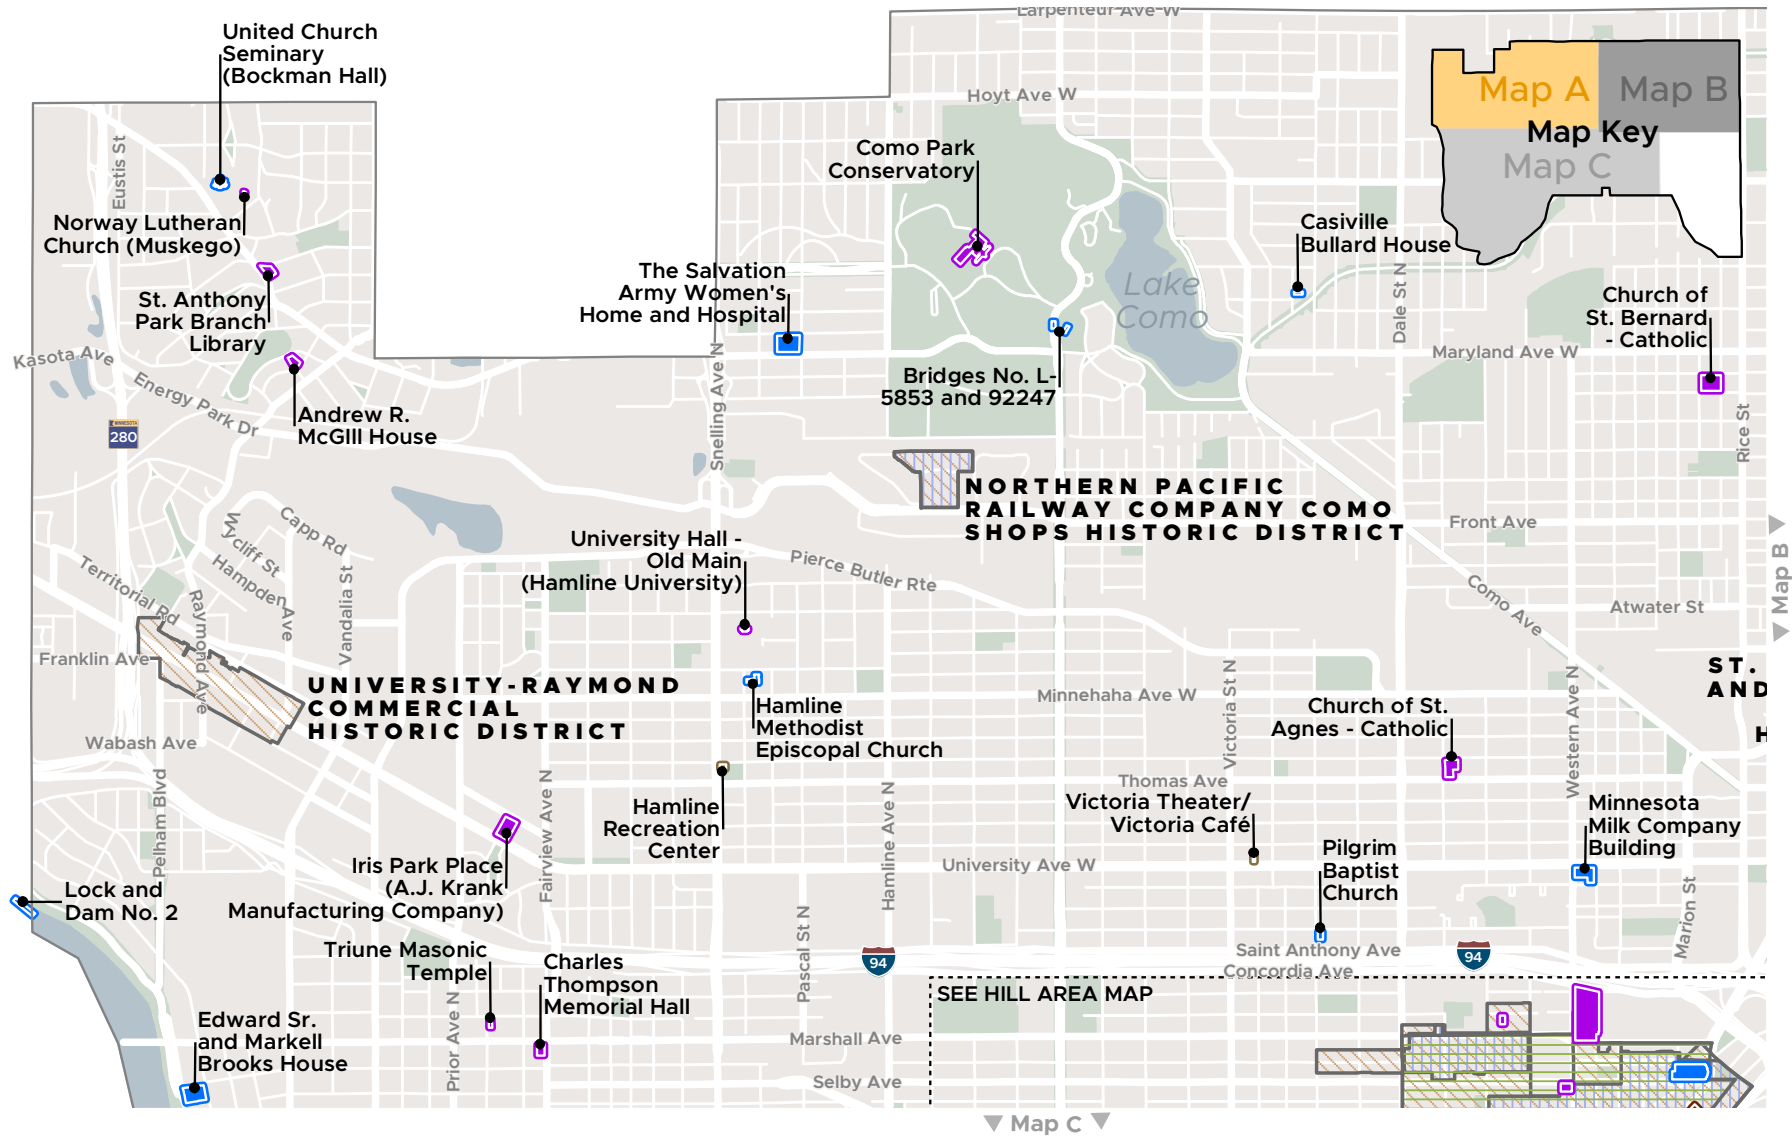 Larpenteur Ave W
United Church
Seminary
(Bockman Hall)
Hoyt Ave W
Map A
Map B
Map Key
Map C
Eustis St
Como Park
Conservatory
Norway Lutheran
Church (Muskego)
Casiville
Bullard House
The Salvation
Army Women's
Home and Hospital
Lake
Como
Dale St N
Church of
St. Bernard
- Catholic
St. Anthony
Park Branch
Library
Kasota Ave
Maryland Ave W
Energy Park Dr
Snelling Ave N
Bridges No. L-
5853 and 92247
Andrew R.
McGIll House
MINNESOTA
280
Rice St
NORTHERN PACIFIC
RAILWAY COMPANY COMO
SHOPS HISTORIC DISTRICT
Front Ave
Wycliff St
Capp Rd
University Hall -
Old Main
(Hamline University)
Pierce Butler Rte
Map B
Territorial Rd
Hampden Ave
Vandalia St
Raymond Ave
Como Ave
Atwater St
Franklin Ave
UNIVERSITY-RAYMOND
COMMERCIAL
HISTORIC DISTRICT
Minnehaha Ave W
Victoria St N
Western Ave N
ST.
AND
H
Hamline
Methodist
Episcopal Church
Church of St.
Agnes - Catholic
Wabash Ave
Pelham Blvd
Fairview Ave N
Hamline Ave N
Thomas Ave
Hamline
Recreation
Center
Victoria Theater/
Victoria Café
Minnesota
Milk Company
Building
Pilgrim
Baptist
Church
Iris Park Place
(A.J. Krank
Manufacturing Company)
University Ave W
Lock and
Dam No. 2
Pascal St N
Marion St
Triune Masonic
Temple
Charles
Thompson
Memorial Hall
94
Saint Anthony Ave
94
Concordia Ave
SEE HILL AREA MAP
Edward Sr.
and Markell
Brooks House
Prior Ave N
Marshall Ave
Selby Ave
Map C